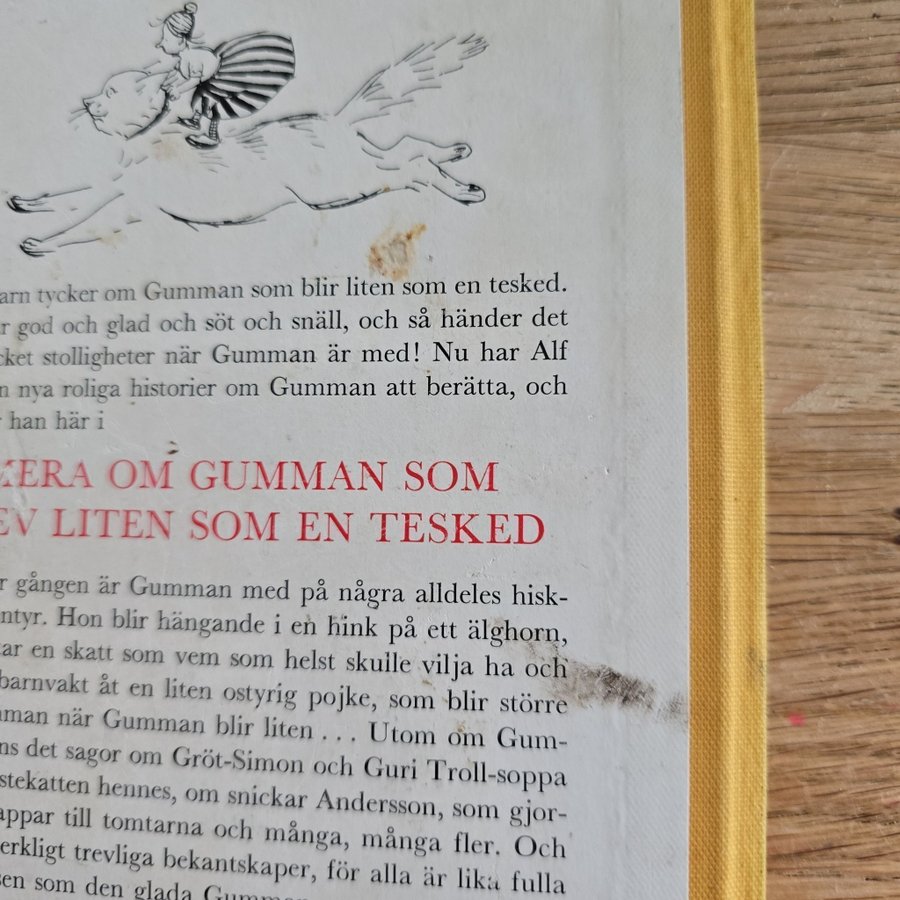 arn tycker om Gumman som blir liten som en tesked.
r god och glad och söt och snäll, och så händer det
cket stolligheter när Gumman är med! Nu har Alf
n nya roliga historier om Gumman att berätta, och
han här i
MERA OM GUMMAN SOM
EV LITEN SOM EN TESKED
r gången är Gumman med på några alldeles hisk-
ntyr. Hon blir hängande i en hink på ett älghorn,
ar en skatt som vem som helst skulle vilja ha och
barnvakt åt en liten ostyrig pojke, som blir större
mman när Gumman blir liten . . . Utom om Gum-
ns det sagor om Gröt-Simon och Guri Troll-soppa
stekatten hennes, om snickar Andersson, som gjor-
appar till tomtarna och många, många fler. Och
erkligt trevliga bekantskaper, för alla är lika fulla
sen som den glada Gumman